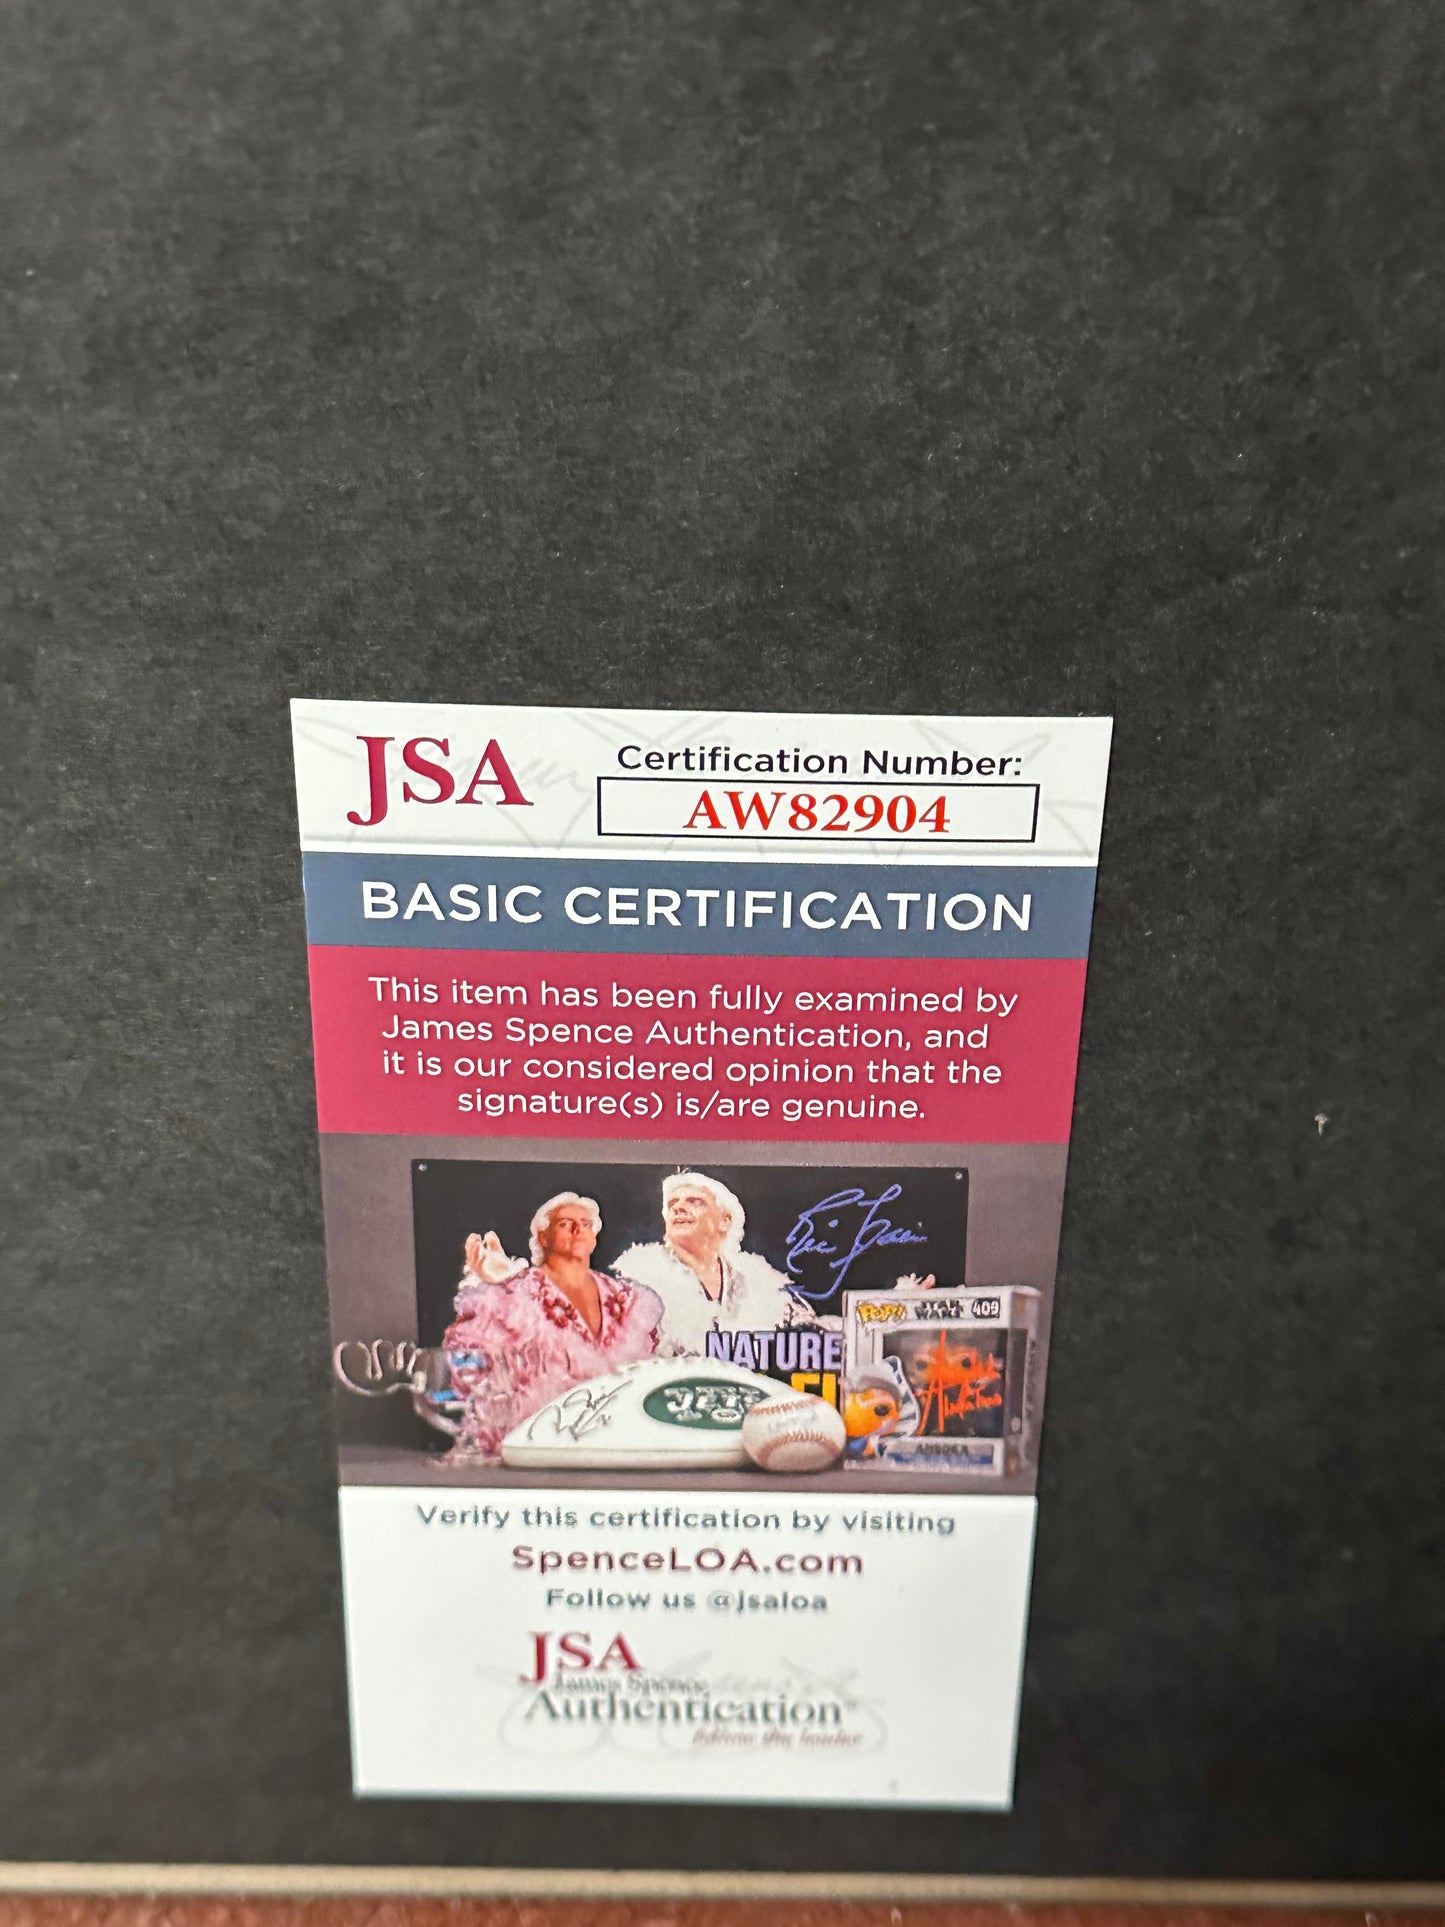 JSA
Certification Number:
AW82904
BASIC CERTIFICATION
This item has been fully examined by
James Spence Authentication, and
it is our considered opinion that the
signature(s) is/are genuine.
NATURE
JETS
POP!
STAR
WARS
409
AHSOKA
Verify this certification by visiting
SpenceLOA.com
Follow us @jsaloa
JSA
James Spence
Authentication